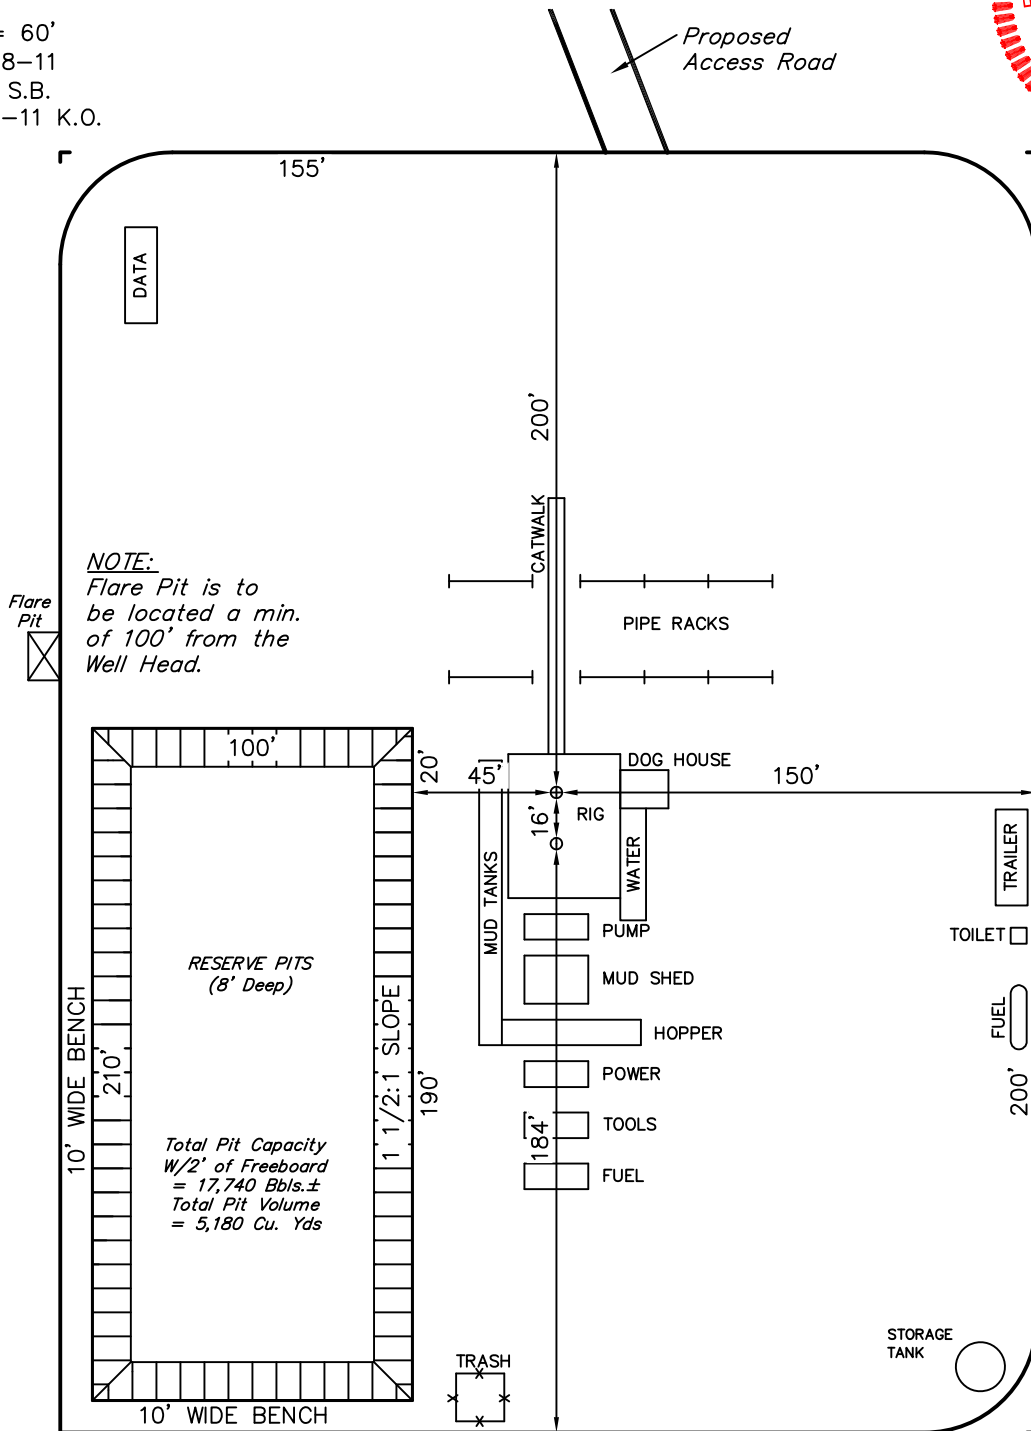 = 60'
8-11
S.B.
-11 K.O.
Proposed
Access Road
155'
DATA
200'
CATWALK
NOTE:
Flare Pit is to
be located a min.
of 100' from the
Well Head.
Flare
Pit
PIPE RACKS
100'
20'
45'
DOG HOUSE
150'
16'
RIG
WATER
MUD TANKS
TRAILER
PUMP
TOILET
RESERVE PITS
(8' Deep)
MUD SHED
FUEL
HOPPER
10' WIDE BENCH
210'
1 1/2:1 SLOPE
190'
POWER
200'
TOOLS
184'
FUEL
Total Pit Capacity
W/2' of Freeboard
= 17,740 Bbls.±
Total Pit Volume
= 5,180 Cu. Yds
STORAGE
TANK
TRASH
10' WIDE BENCH